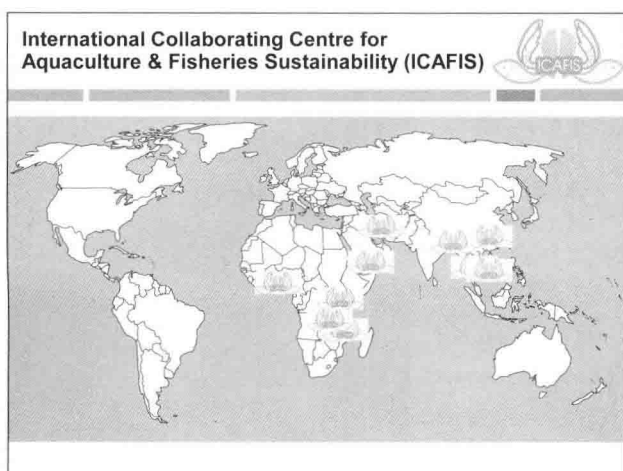 International Collaborating Centre for
Aquaculture & Fisheries Sustainability (ICAFIS)
ICAFIS